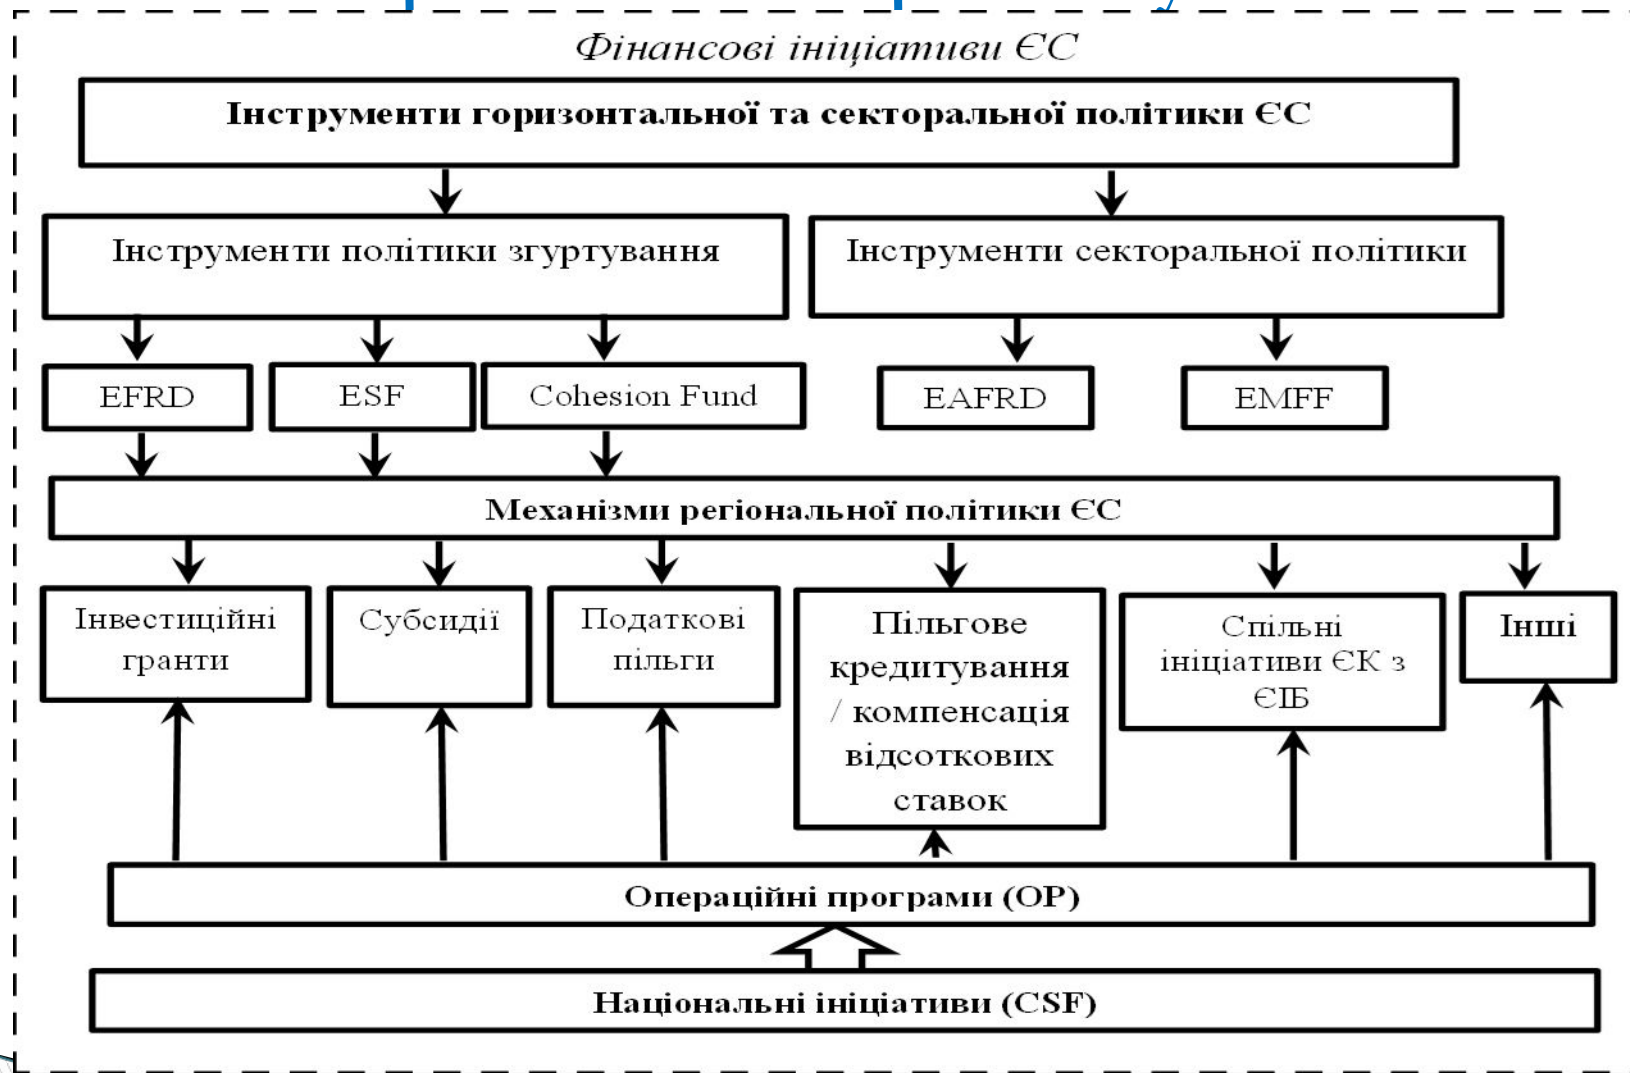 Фінансові ініціативи ЄС
Інструменти горизонтальної та секторальної політики ЄС
Інструменти політики згуртування
Інструменти секторальної політики
EFRD
ESF
Cohesion Fund
EAFRD
EMFF
Механізми регіональної політики ЄС
Інвестиційні
гранти
Субсидії
Податкові
пільги
Пільгове
кредитування
/ компенсація
відсоткових
ставок
Спільні
ініціативи ЄК з
ЄІБ
Інші
Операційні програми (ОР)
Національні ініціативи (CSF)